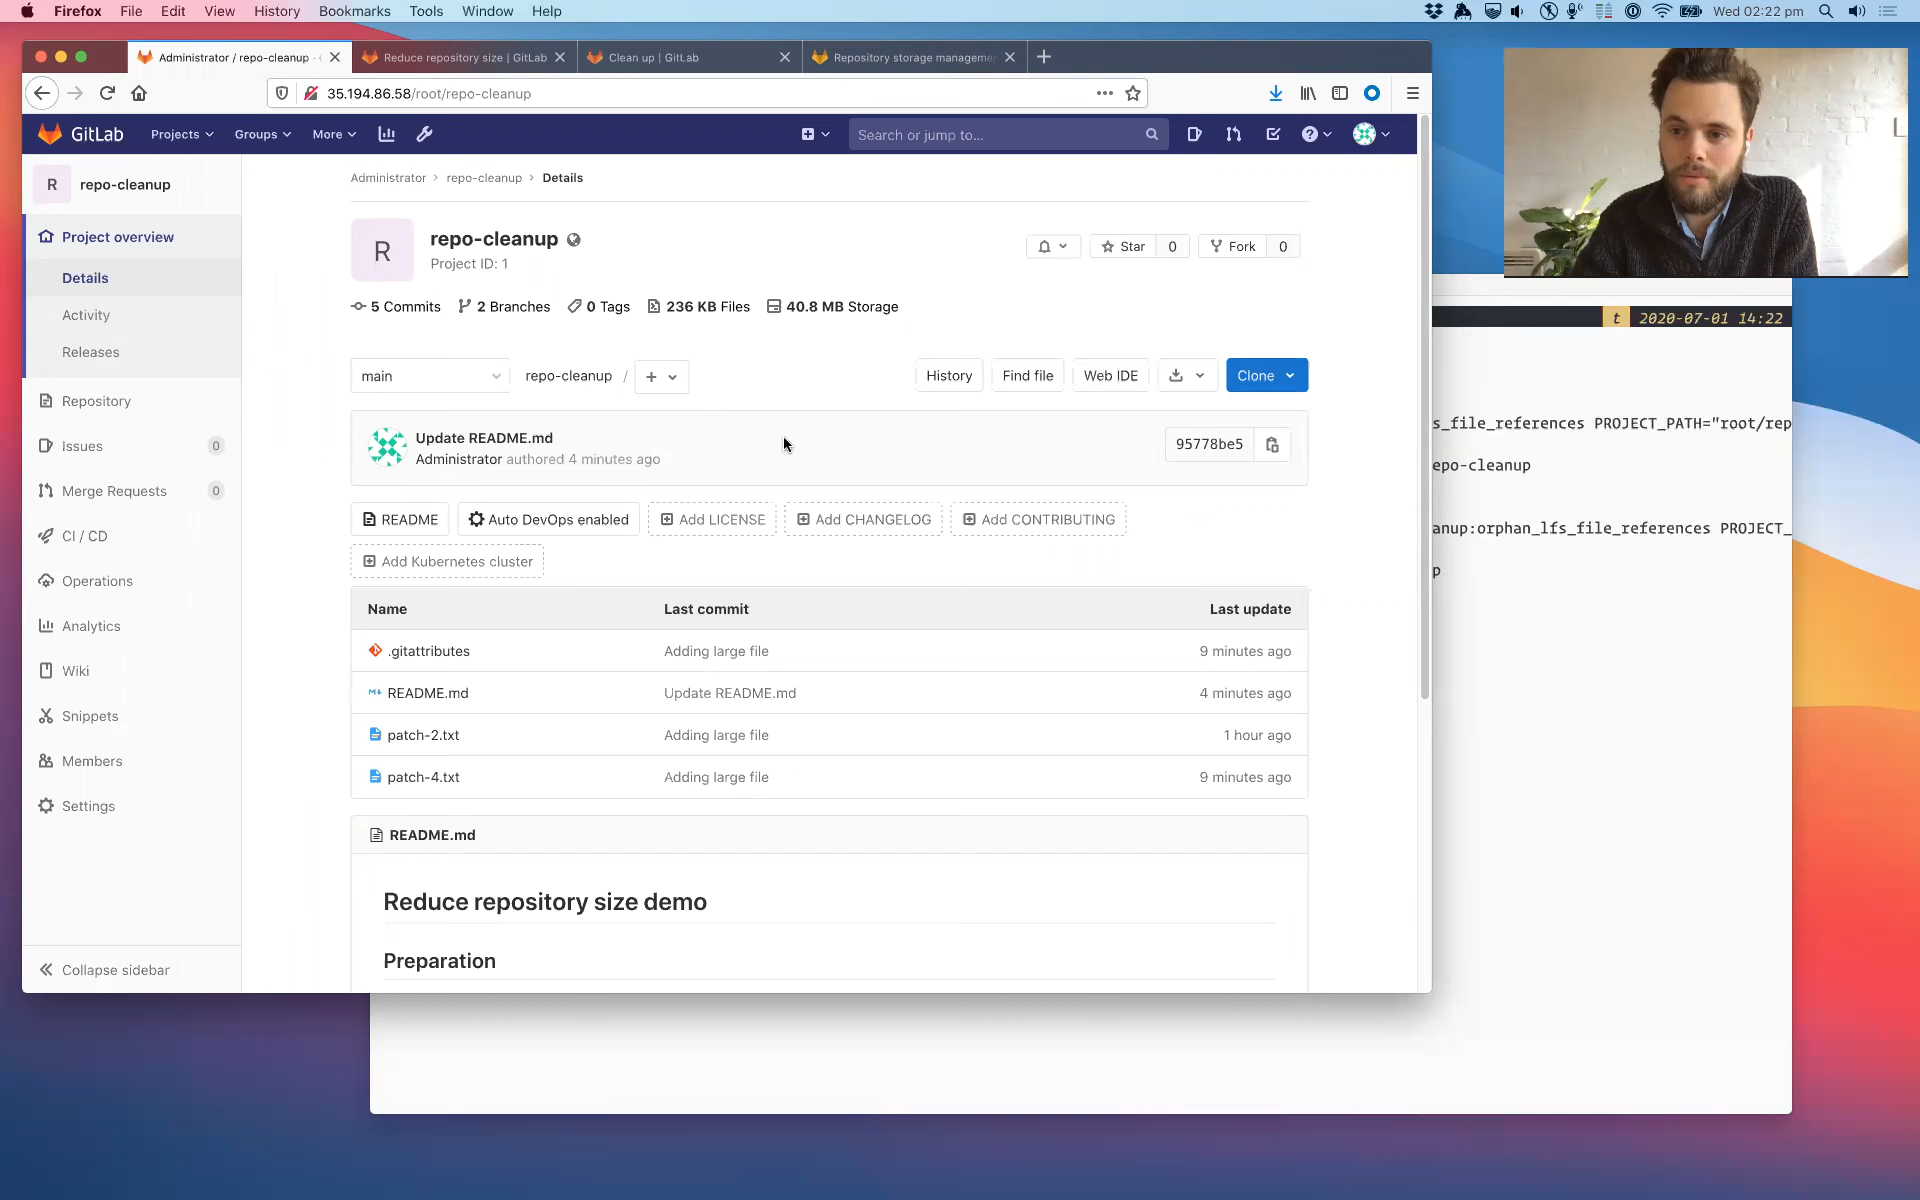 Firefox File Edit View History Bookmarks Tools Window Help Wed 02:22 pm
Administrator / repo-cleanup · Reduce repository size | GitLab Clean up | GitLab Repository storage manageme
35.194.86.58/root/repo-cleanup
GitLab Projects Groups More Search or jump to...
R repo-cleanup
Project overview
Details
Activity
Releases
Repository
Issues 0
Merge Requests 0
CI / CD
Operations
Analytics
Wiki
Snippets
Members
Settings
Collapse sidebar
Administrator > repo-cleanup > Details
R
repo-cleanup
Project ID: 1
Star 0 Fork 0
5 Commits 2 Branches 0 Tags 236 KB Files 40.8 MB Storage
main repo-cleanup / + History Find file Web IDE Clone
Update README.md
Administrator authored 4 minutes ago
95778be5
README Auto DevOps enabled Add LICENSE Add CHANGELOG Add CONTRIBUTING
Add Kubernetes cluster
Name Last commit Last update
.gitattributes Adding large file 9 minutes ago
README.md Update README.md 4 minutes ago
patch-2.txt Adding large file 1 hour ago
patch-4.txt Adding large file 9 minutes ago
README.md
Reduce repository size demo
Preparation
t 2020-07-01 14:22
s_file_references PROJECT_PATH="root/rep
epo-cleanup
anup:orphan_lfs_file_references PROJECT_
p